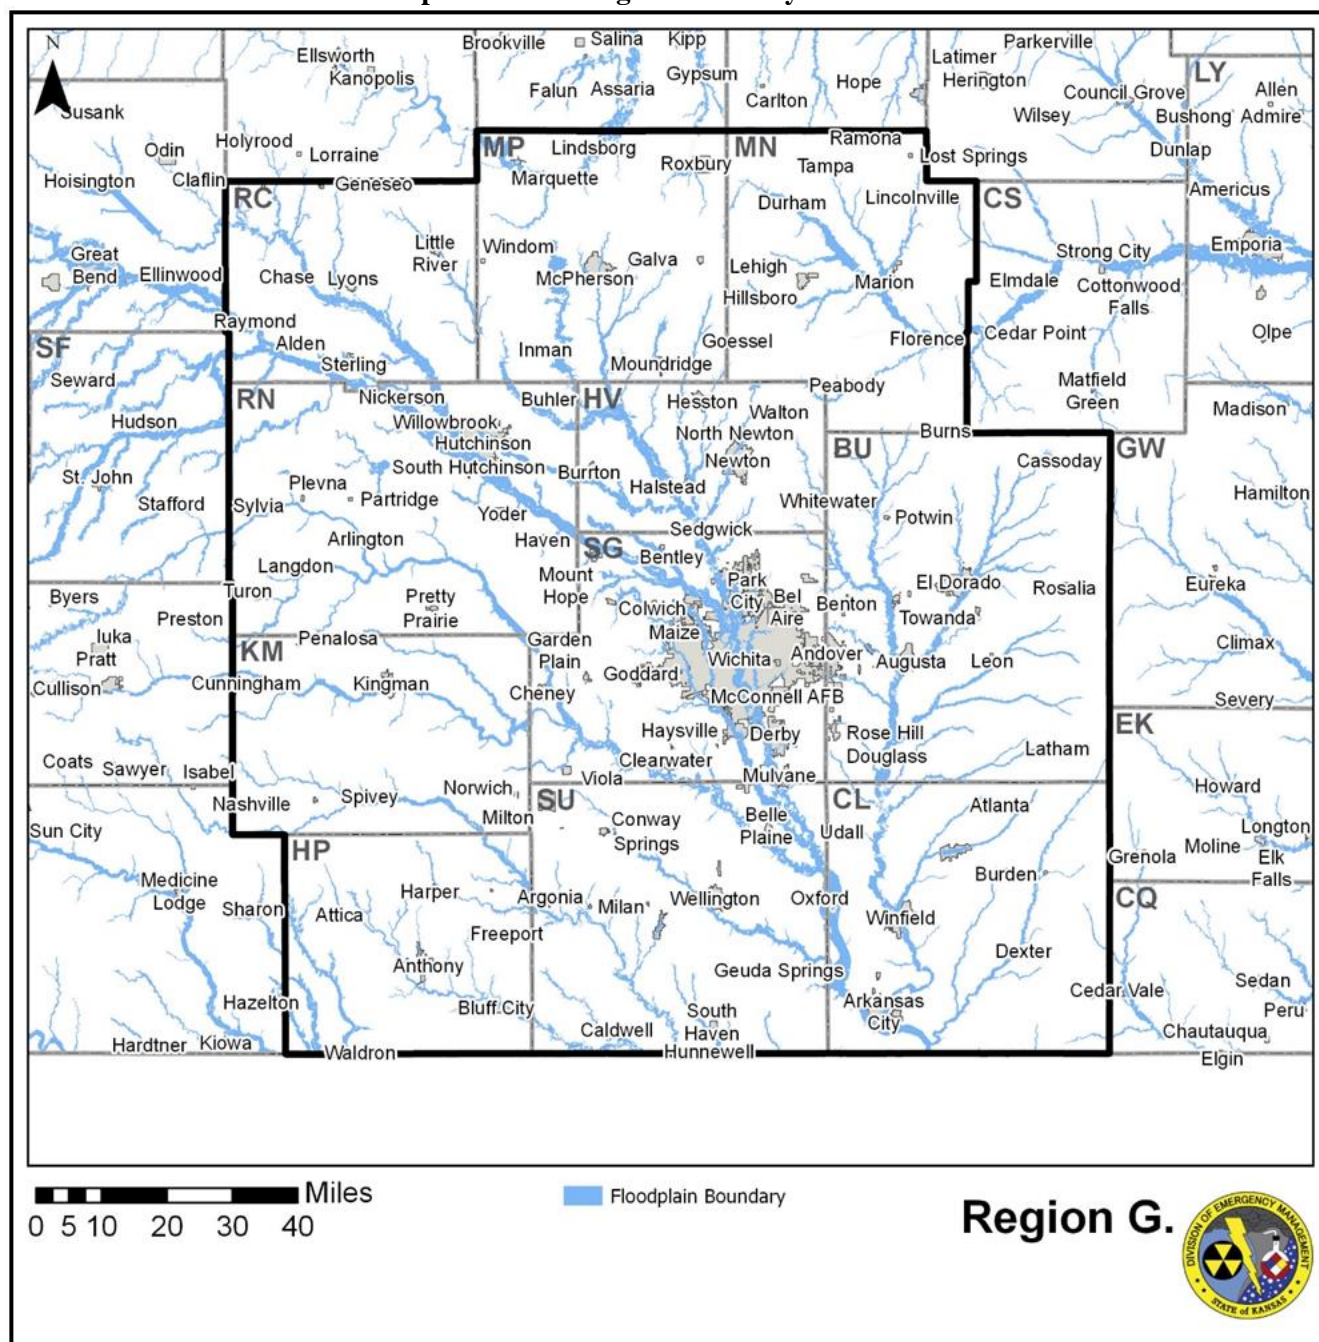 N
Brookville
Salina
Kipp
Parkerville
Ellsworth
Kanopolis
Gypsum
Latimer
Herington
LY
Falun
Assaria
Carlton
Hope
Council Grove
Allen
Susank
Wilsey
Bushong
Admire
Holyrood
Odin
Lorraine
MP
Lindsborg
MN
Ramona
Roxbury
Tampa
Lost Springs
Dunlap
Hoisington
Claflin
Geneseo
Marquette
Americus
RC
Durham
Lincolnville
CS
Great
Bend
Ellinwood
Little
River
Windom
Galva
Lehigh
Strong City
Emporia
Chase
Lyons
McPherson
Marion
Elmdale
Cottonwood
Falls
Hillsboro
Raymond
Alden
Inman
Goessel
Florence
Cedar Point
Olpe
SF
Sterling
Moundridge
Seward
RN
Nickerson
Buhler
HV
Hesston
Peabody
Matfield
Green
Madison
Hudson
Willowbrook
Hutchinson
Walton
North Newton
Newton
BU
Burns
GW
St. John
South Hutchinson
Burrton
Cassoday
Plevna
Partridge
Halstead
Whitewater
Hamilton
Stafford
Sylvia
Yoder
Potwin
Arlington
Haven
Sedgwick
SG
Bentley
Langdon
Mount
Hope
Park
City
Bel
Aire
El Dorado
Rosalia
Eureka
Byers
Turon
Pretty
Prairie
Colwich
Benton
Towanda
Preston
Maize
Iuka
Penalosa
Garden
Plain
Climax
Pratt
KM
Wichita
Andover
Augusta
Leon
Cullison
Cunningham
Kingman
Cheney
Goddard
McConnell AFB
Severy
Haysville
Derby
Rose Hill
EK
Coats
Sawyer
Isabel
Clearwater
Douglass
Latham
Viola
Mulvane
Nashville
Spivey
Norwich
SU
CL
Howard
Milton
Conway
Springs
Belle
Plaine
Atlanta
Sun City
Udall
Longton
HP
Moline
Elk
Falls
Grenola
Medicine
Lodge
Harper
Burden
Argonia
Wellington
Oxford
CQ
Sharon
Attica
Milan
Winfield
Freeport
Anthony
Dexter
Geuda Springs
Sedan
Hazelton
Bluff City
South
Haven
Arkansas
City
Cedar Vale
Peru
Caldwell
Chautauqua
Hardtner
Kiowa
Waldron
Hunnewell
Elgin
Miles
0 5 10 20 30 40
Floodplain Boundary
Region G.
DIVISION OF EMERGENCY MANAGEMENT
STATE of KANSAS